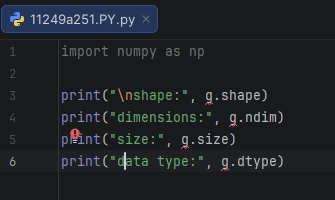 11249a251.PY.py
1 import numpy as np
2
3 print("\nshape:", g.shape)
4 print("dimensions:", g.ndim)
5 print("size:", g.size)
6 print("data type:", g.dtype)